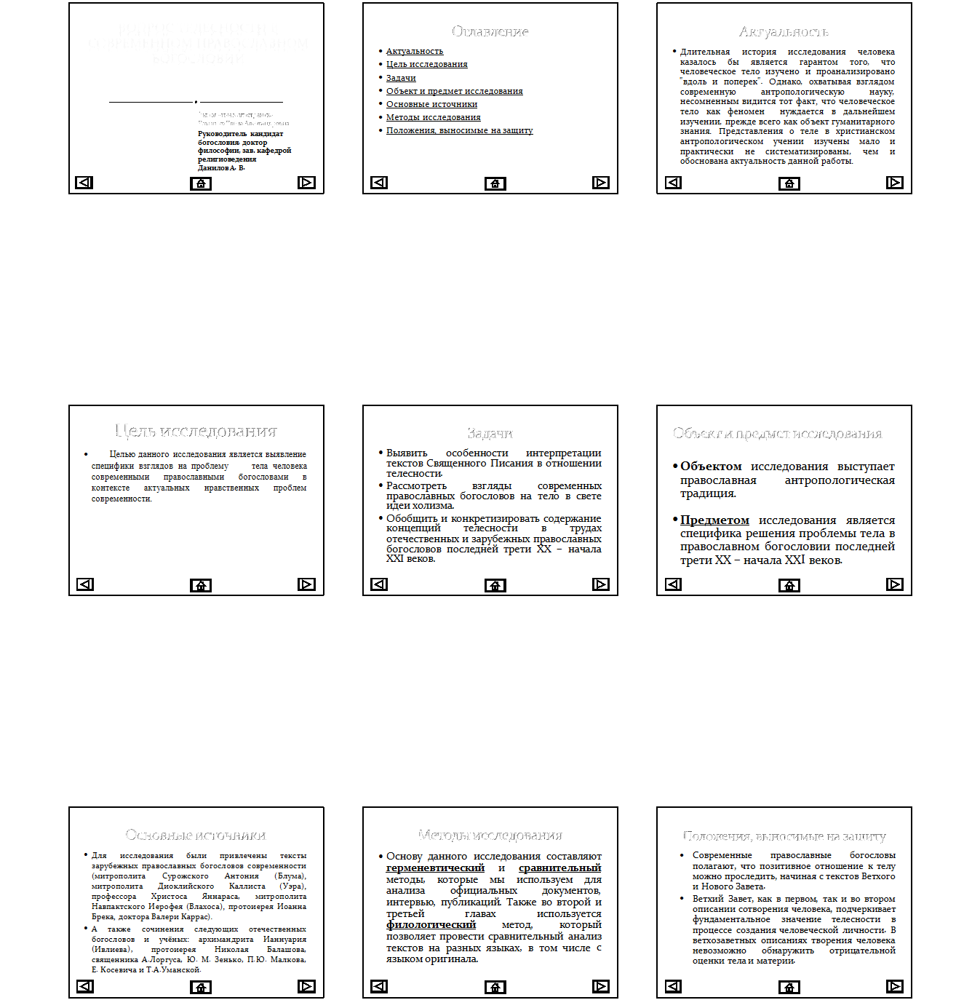 СОВРЕМЕННОМ ПРАВОСЛАВНОМ
БОГОСЛОВИИ
Руководитель кандидат
богословия, доктор
философии, зав. кафедрой
религиоведения
Данилов А. В.
Оглавление
• Актуальность
• Цель исследования
• Задачи
• Объект и предмет исследования
• Основные источники
• Методы исследования
• Положения, выносимые на защиту
Актуальность
• Длительная история исследования человека
казалось бы является гарантом того, что
человеческое тело изучено и проанализировано
"вдоль и поперек". Однако, охватывая взглядом
современную антропологическую науку,
несомненным видится тот факт, что человеческое
тело как феномен нуждается в дальнейшем
изучении, прежде всего как объект гуманитарного
знания. Представления о теле в христианском
антропологическом учении изучены мало и
практически не систематизированы, чем и
обоснована актуальность данной работы.
Цель исследования
• Целью данного исследования является выявление
специфики взглядов на проблему тела человека
современными православными богословами в
контексте актуальных нравственных проблем
современности.
Задачи
• Выявить особенности интерпретации
текстов Священного Писания в отношении
телесности.
• Рассмотреть взгляды современных
православных богословов на тело в свете
идеи холизма.
• Обобщить и конкретизировать содержание
концепций телесности в трудах
отечественных и зарубежных православных
богословов последней трети XX – начала
XXI веков.
Объект и предмет исследования
• Объектом исследования выступает
православная антропологическая
традиция.
• Предметом исследования является
специфика решения проблемы тела в
православном богословии последней
трети XX – начала XXI веков.
Основные источники
• Для исследования были привлечены тексты
зарубежных православных богословов современности
(митрополита Сурожского Антония (Блума),
митрополита Диоклийского Каллиста (Уэра),
профессора Христоса Яннараса, митрополита
Навпактского Иерофея (Влахоса), протоиерея Иоанна
Брека, доктора Валери Каррас).
• А также сочинения следующих отечественных
богословов и учёных: архимандрита Ианнуария
(Ивлиева), протоиерея Николая Балашова,
священника А.Лоргуса, Ю. М. Зенько, П.Ю. Малкова,
Е. Косевича и Т.А.Уманской.
Методы исследования
• Основу данного исследования составляют
герменевтический и сравнительный
методы, которые мы используем для
анализа официальных документов,
интервью, публикаций. Также во второй и
третьей главах используется
филологический метод, который
позволяет провести сравнительный анализ
текстов на разных языках, в том числе с
языком оригинала.
Положения, выносимые на защиту
• Современные православные богословы
полагают, что позитивное отношение к телу
можно проследить, начиная с текстов Ветхого
и Нового Завета.
• Ветхий Завет, как в первом, так и во втором
описании сотворения человека, подчеркивает
фундаментальное значение телесности в
процессе создания человеческой личности. В
ветхозаветных описаниях творения человека
невозможно обнаружить отрицательной
оценки тела и материи.